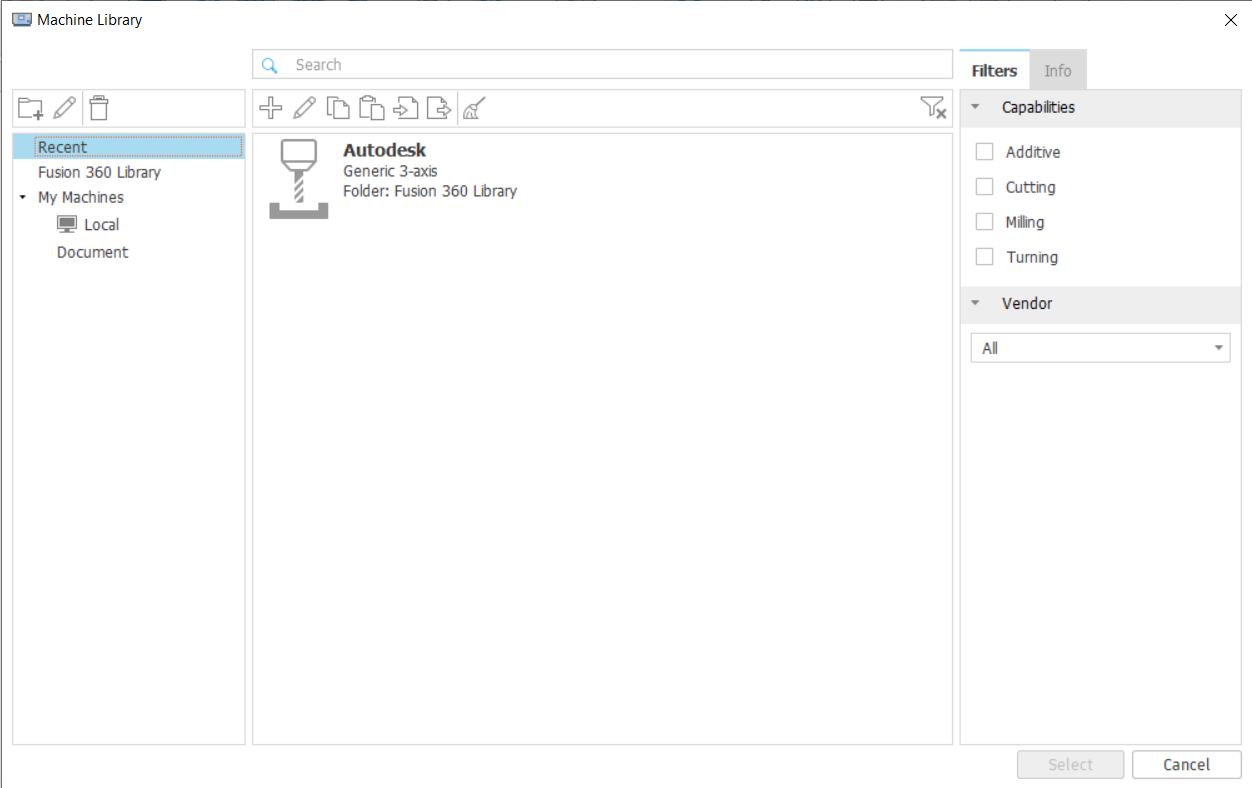 Machine Library
Search
Filters
Info
Recent
Fusion 360 Library
My Machines
Local
Document
Autodesk
Generic 3-axis
Folder: Fusion 360 Library
Capabilities
Additive
Cutting
Milling
Turning
Vendor
All
Select
Cancel